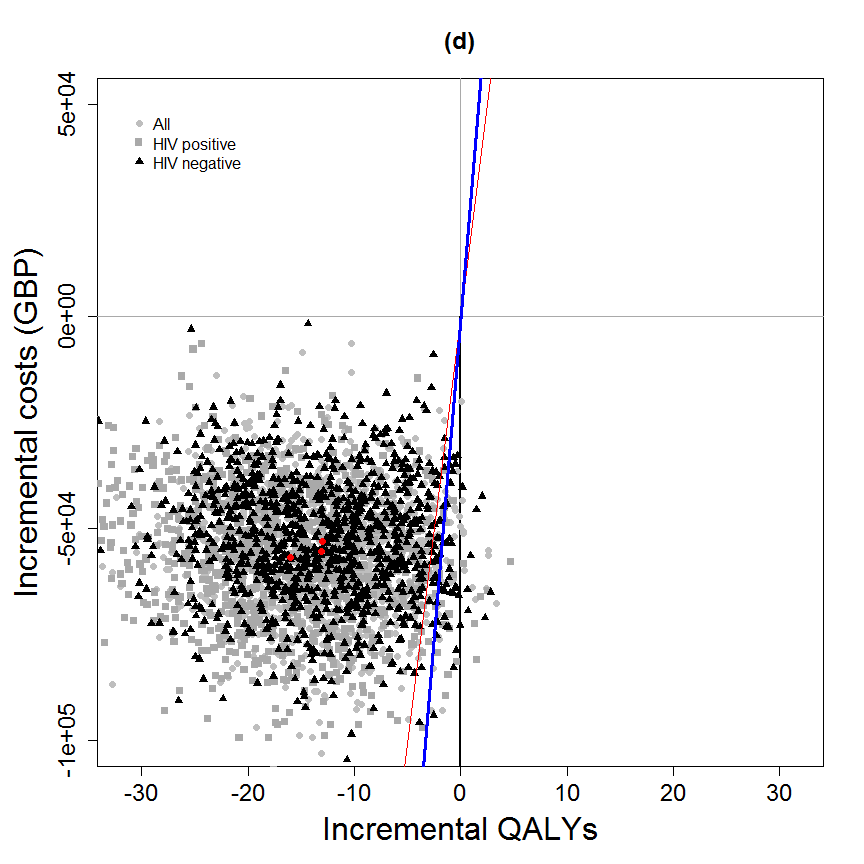 (d)
All
HIV positive
HIV negative
5e+04
0e+00
-5e+04
-1e+05
Incremental costs (GBP)
-30 -20 -10 0 10 20 30
Incremental QALYs